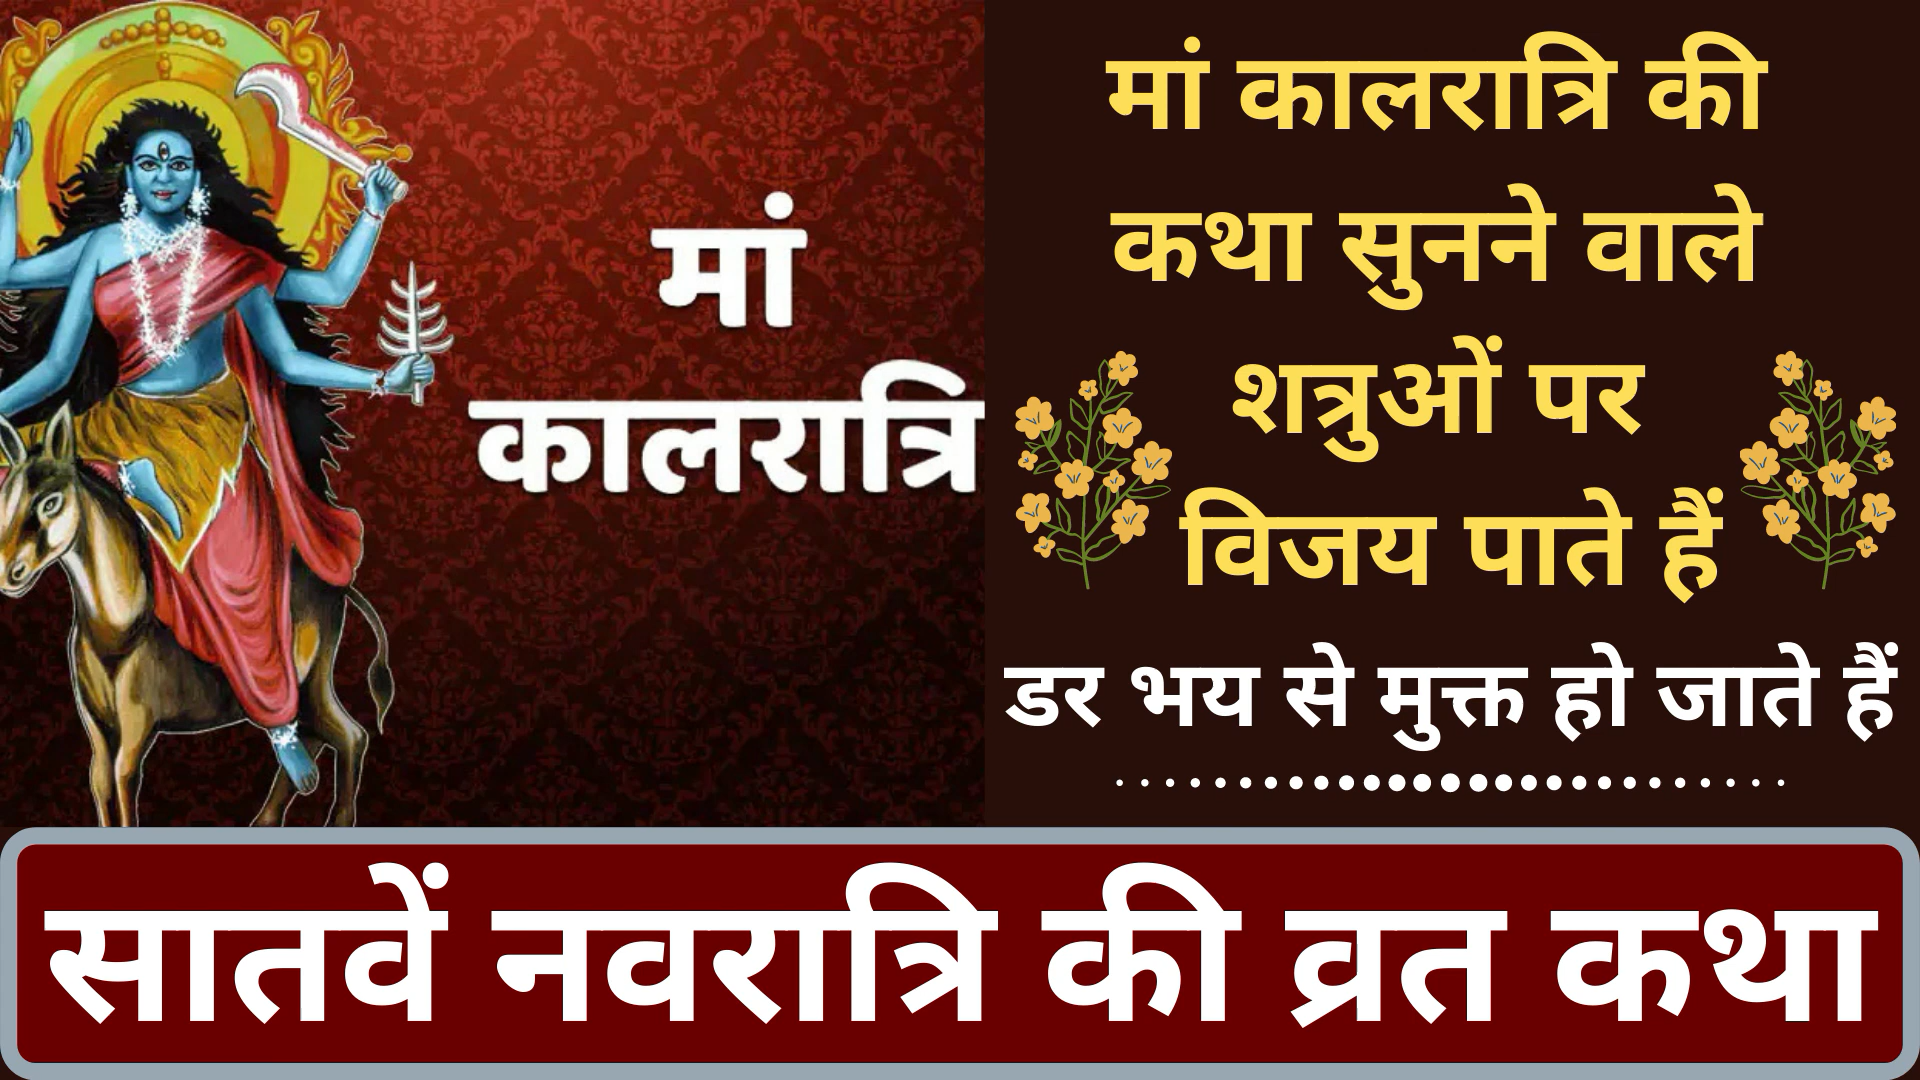 मां
कालरात्रि
मां कालरात्रि की
कथा सुनने वाले
शत्रुओं पर
विजय पाते हैं
डर भय से मुक्त हो जाते हैं
सातवें नवरात्रि की व्रत कथा